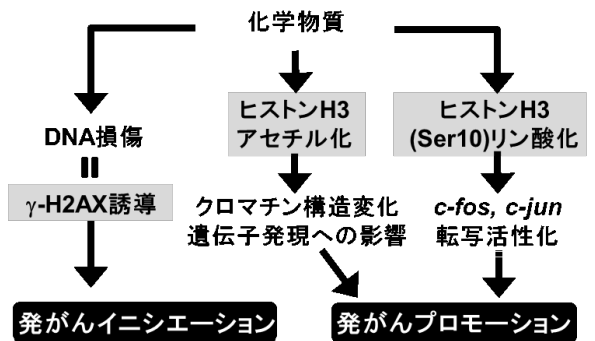 化学物質
DNA損傷
γ-H2AX誘導
発がんイニシエーション
ヒストンH3
アセチル化
クロマチン構造変化
遺伝子発現への影響
ヒストンH3
(Ser10)リン酸化
c-fos, c-jun
転写活性化
発がんプロモーション